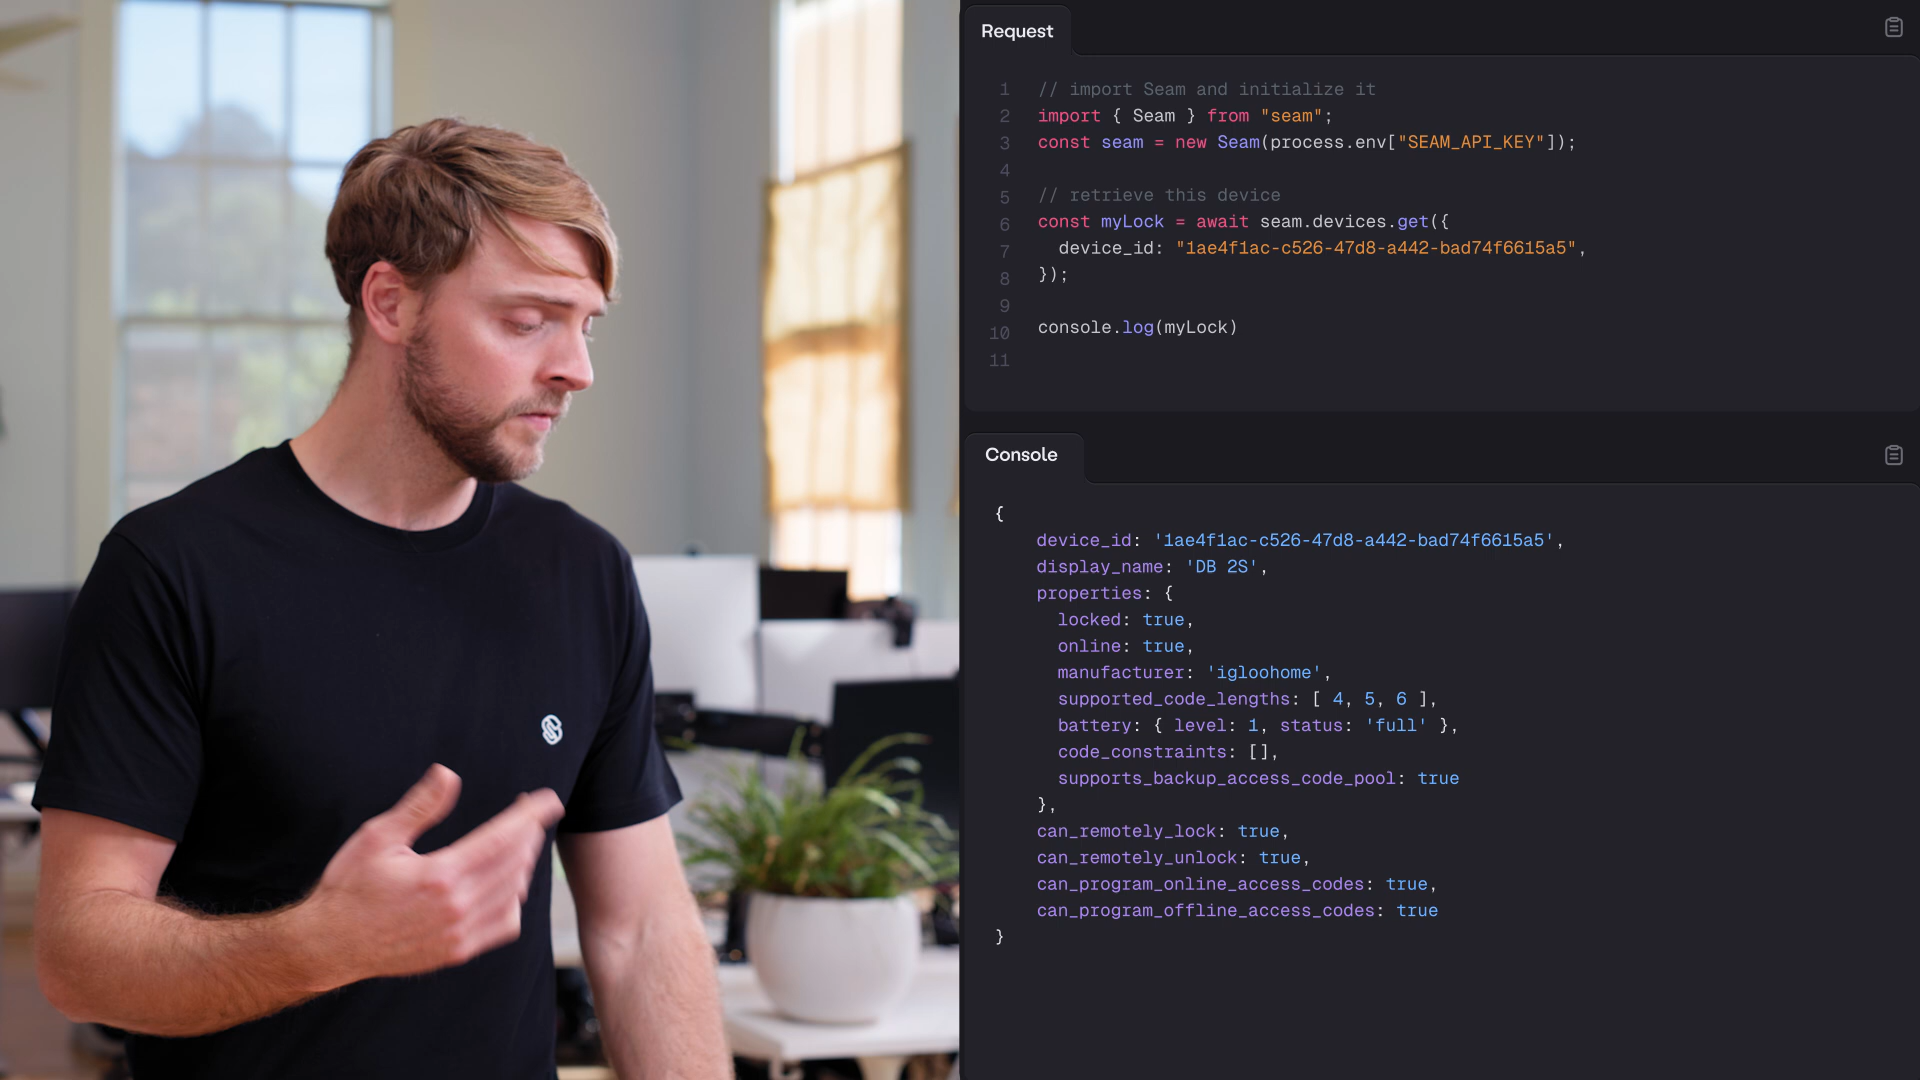 Request
1 // import Seam and initialize it
2 import { Seam } from "seam";
3 const seam = new Seam(process.env["SEAM_API_KEY"]);
4
5 // retrieve this device
6 const myLock = await seam.devices.get({
7 device_id: "1ae4f1ac-c526-47d8-a442-bad74f6615a5",
8 });
9
10 console.log(myLock)
11
Console
{
device_id: '1ae4f1ac-c526-47d8-a442-bad74f6615a5',
display_name: 'DB 2S',
properties: {
locked: true,
online: true,
manufacturer: 'igloohome',
supported_code_lengths: [ 4, 5, 6 ],
battery: { level: 1, status: 'full' },
code_constraints: [],
supports_backup_access_code_pool: true
},
can_remotely_lock: true,
can_remotely_unlock: true,
can_program_online_access_codes: true,
can_program_offline_access_codes: true
}